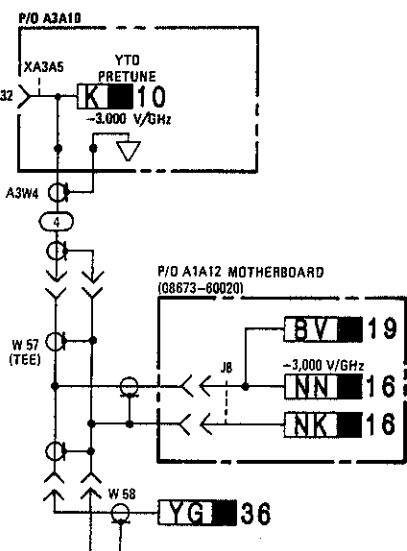 P/O A3A10
XA3A5
YTO
PRETUNE
32
K 10
-3.000 V/GHz
A3W4
4
P/O A1A12 MOTHERBOARD
(08673-60020)
BV 19
W 57
(TEE)
J8
-3,000 V/GHz
NN 16
NK 16
W 58
YG 36